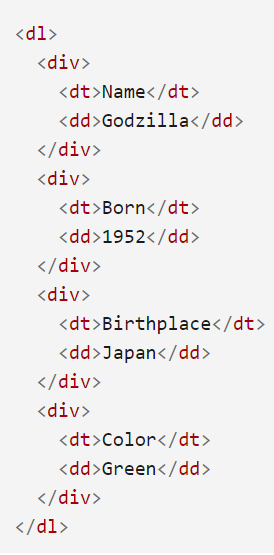 <dl>
  <div>
    <dt>Name</dt>
    <dd>Godzilla</dd>
  </div>
  <div>
    <dt>Born</dt>
    <dd>1952</dd>
  </div>
  <div>
    <dt>Birthplace</dt>
    <dd>Japan</dd>
  </div>
  <div>
    <dt>Color</dt>
    <dd>Green</dd>
  </div>
</dl>